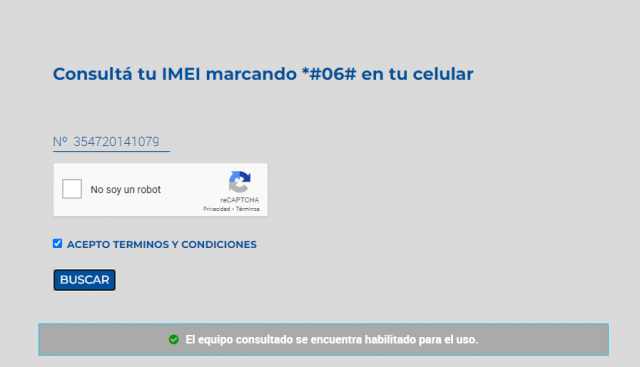 Consultá tu IMEI marcando *#06# en tu celular
Nº 354720141079
No soy un robot
reCAPTCHA
Privacidad - Términos
ACEPTO TERMINOS Y CONDICIONES
BUSCAR
El equipo consultado se encuentra habilitado para el uso.